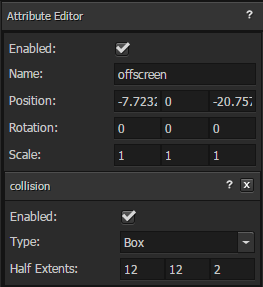 Attribute Editor ?
Enabled:
Name: offscreen
Position: -7.7232 0 -20.757
Rotation: 0 0 0
Scale: 1 1 1
collision ? x
Enabled:
Type: Box
Half Extents: 12 12 2